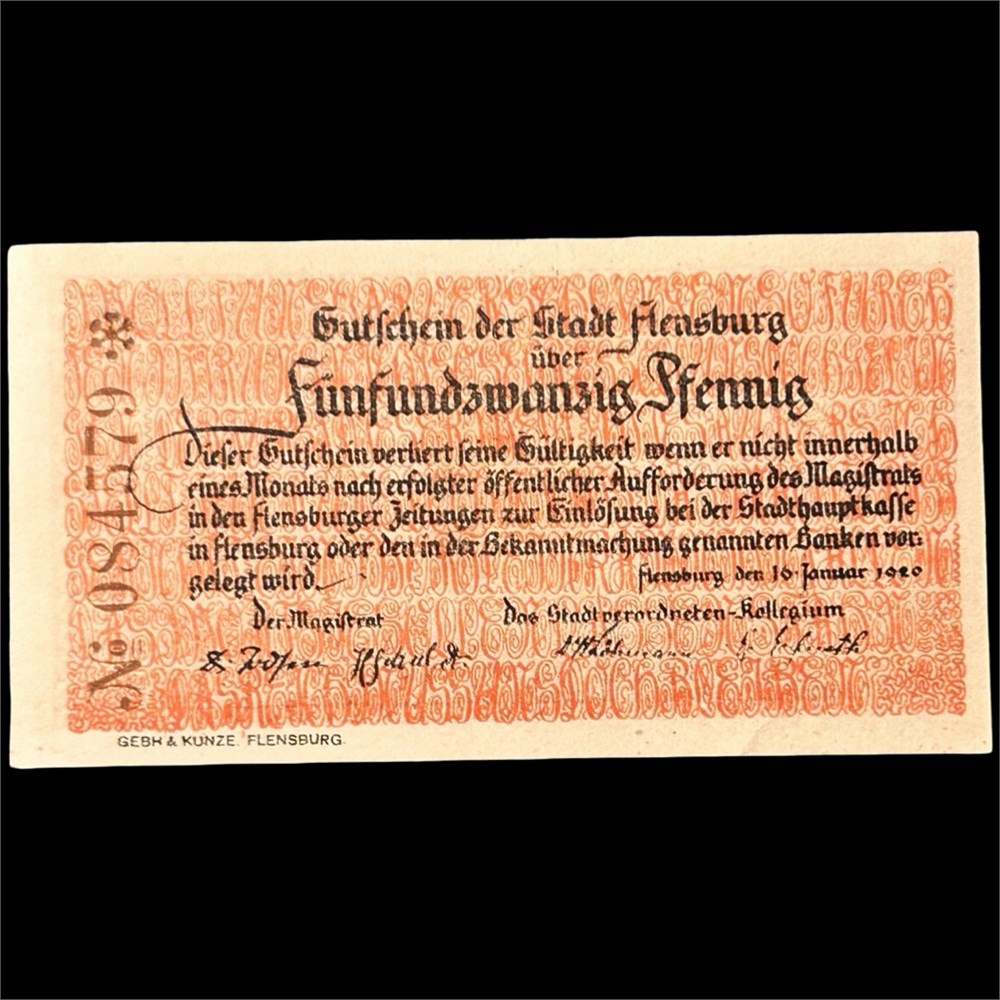 Gutschein der Stadt Flensburg
über
Fünfundzwanzig Pfennig
Dieser Gutschein verliert seine Gültigkeit wenn er nicht innerhalb
eines Monats nach erfolgter öffentlicher Aufforderung des Magistrats
in den Flensburger Zeitungen zur Einlösung bei der Stadthauptkasse
in Flensburg oder den in der Bekanntmachung genannten Banken vor:
gelegt wird.
Flensburg den 16. Januar 1920
Der Magistrat
Das Stadtverordneten-Kollegium
No 084579 *
GEBH & KUNZE. FLENSBURG.